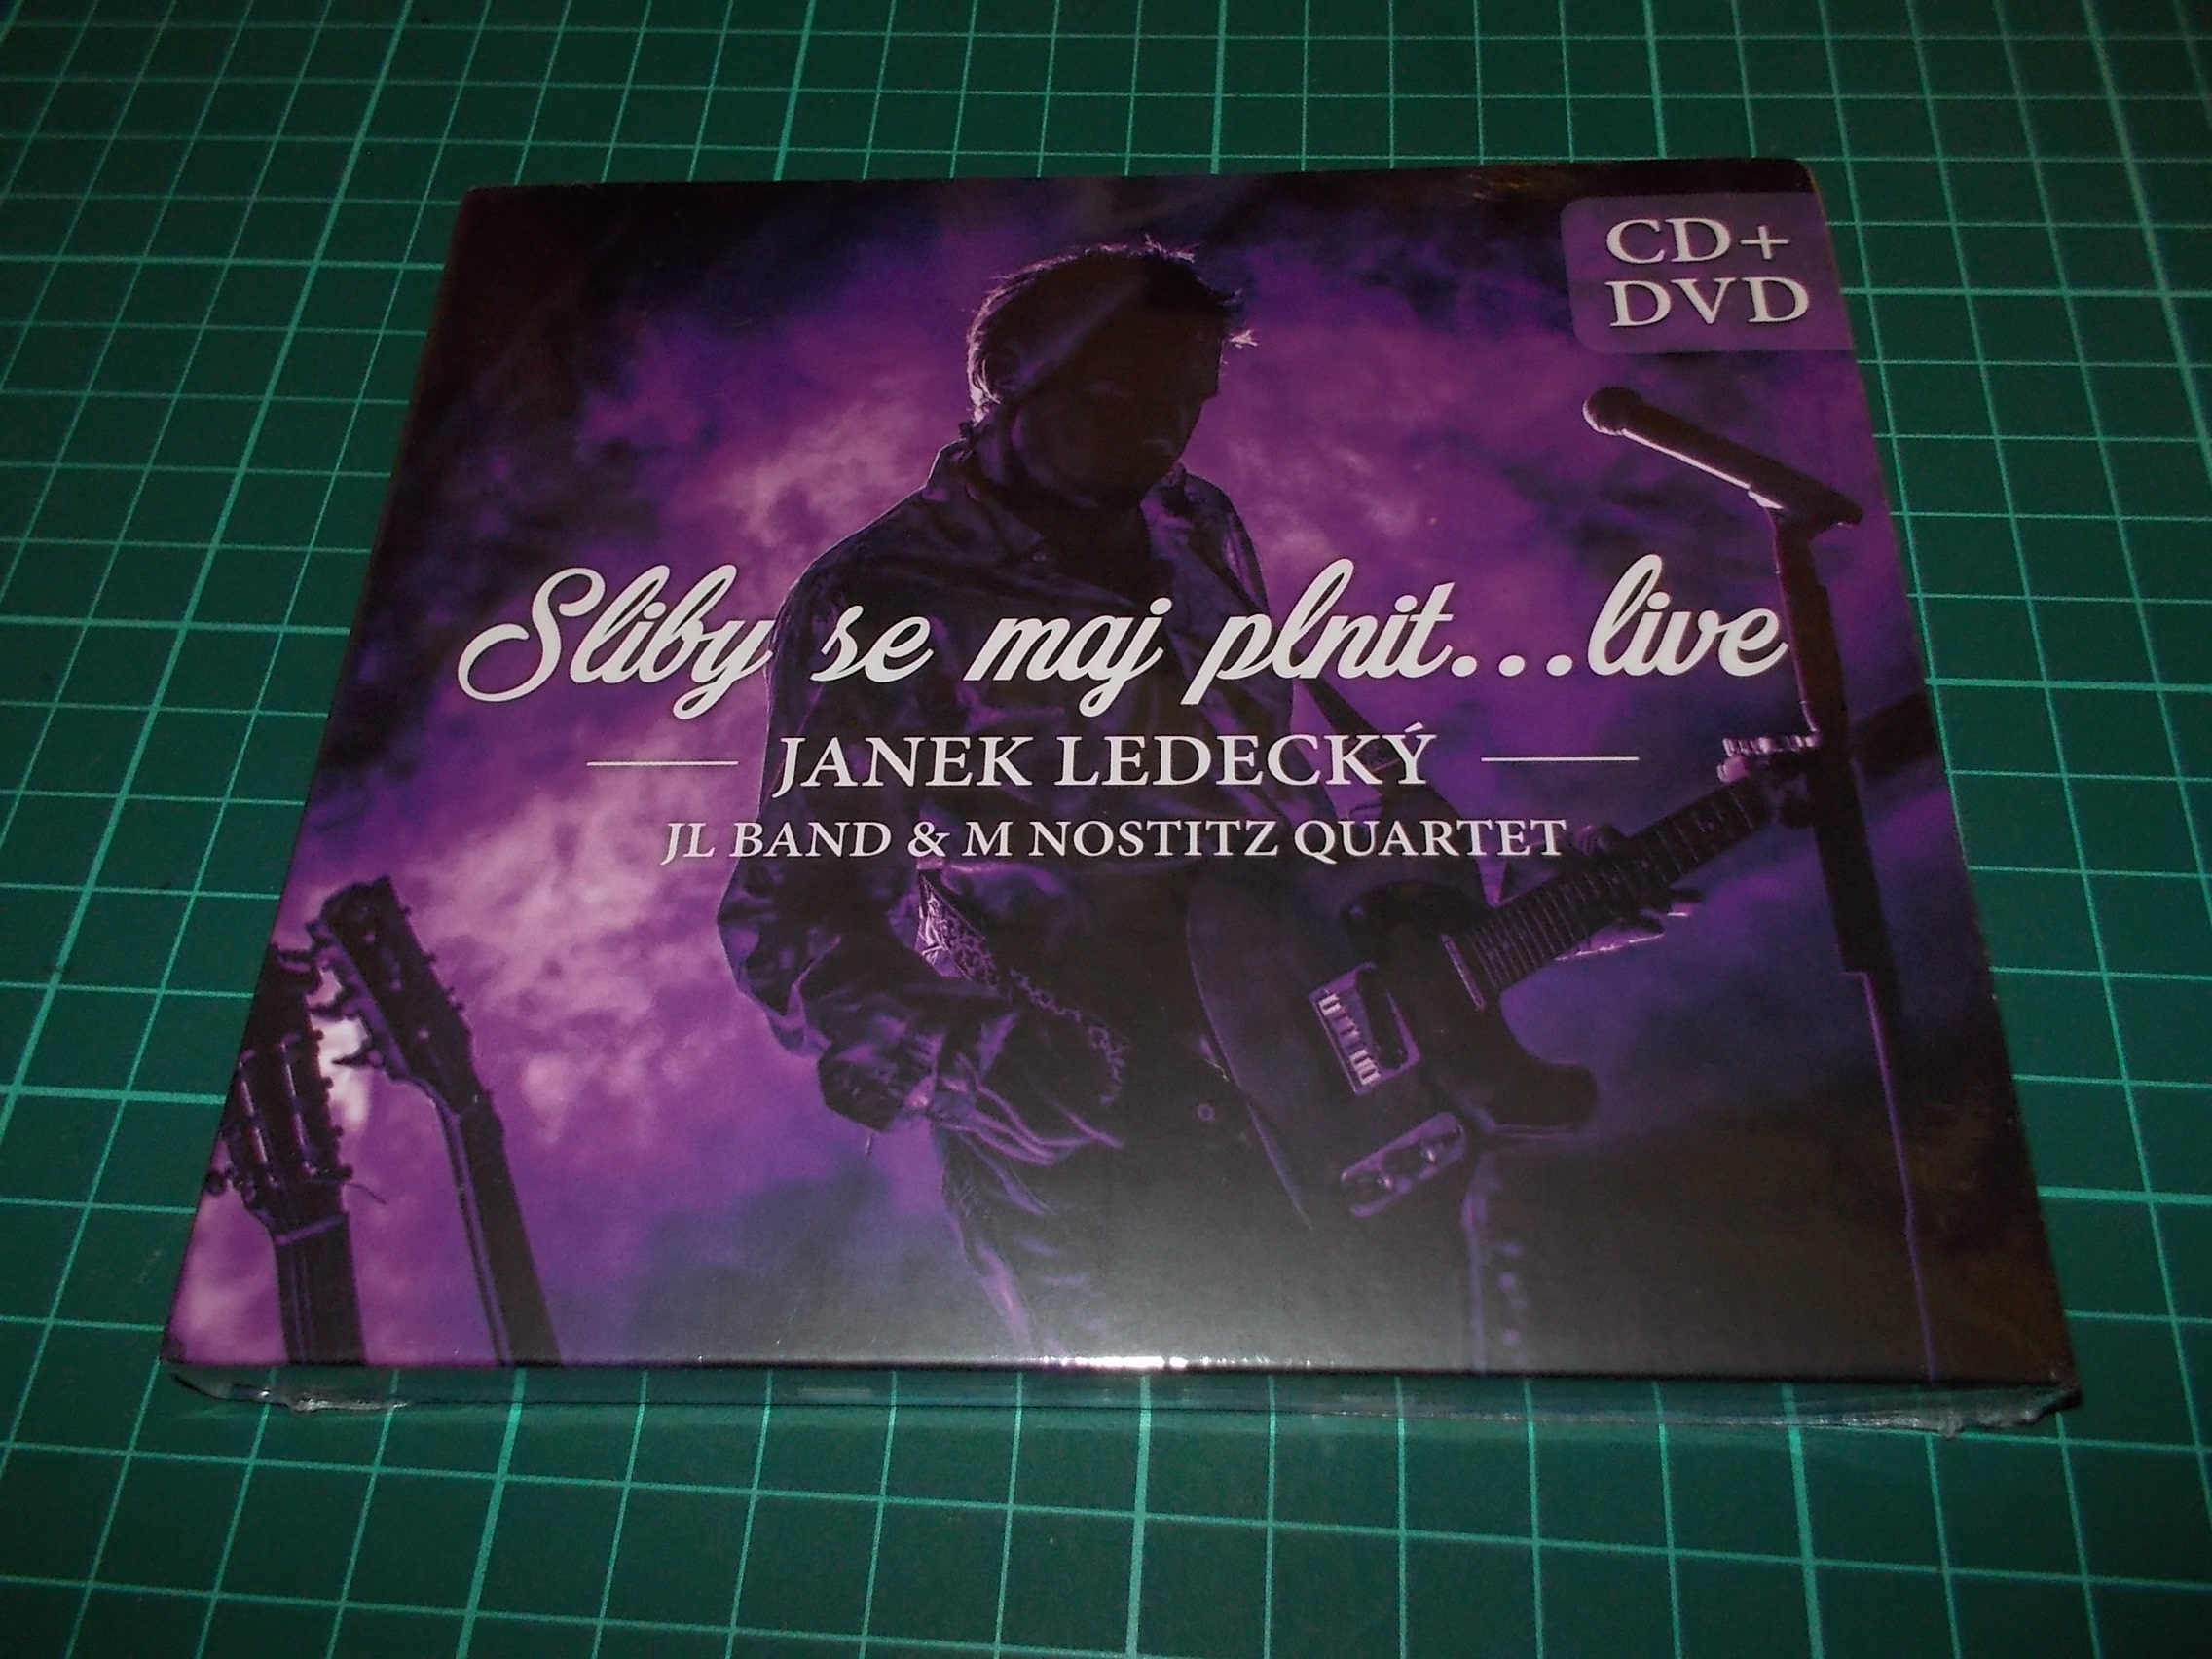 CD+
DVD
Sliby se maj plnit...live
JANEK LEDECKÝ
JL BAND & M NOSTITZ QUARTET